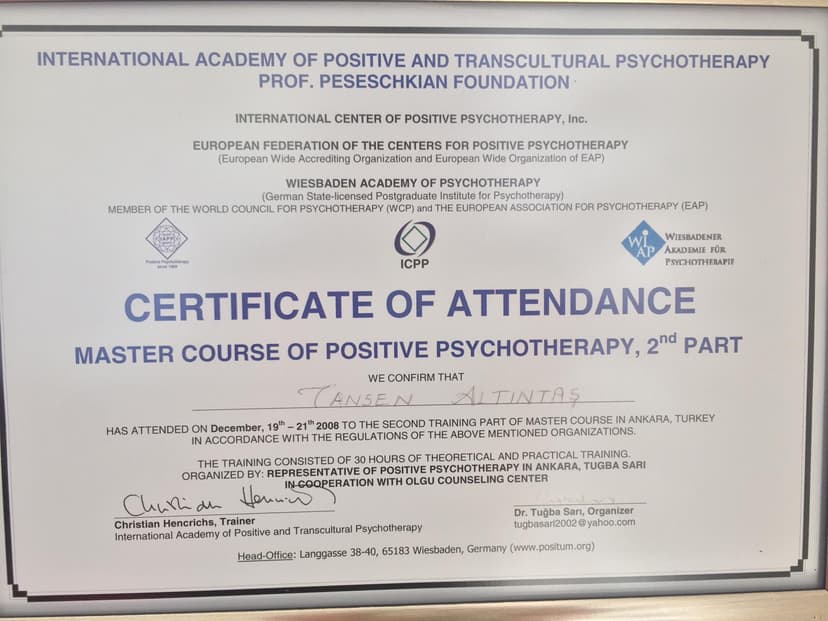 INTERNATIONAL ACADEMY OF POSITIVE AND TRANSCULTURAL PSYCHOTHERAPY
PROF. PESESCHKIAN FOUNDATION
INTERNATIONAL CENTER OF POSITIVE PSYCHOTHERAPY, Inc.
EUROPEAN FEDERATION OF THE CENTERS FOR POSITIVE PSYCHOTHERAPY
(European Wide Accrediting Organization and European Wide Organization of EAP)
WIESBADEN ACADEMY OF PSYCHOTHERAPY
(German State-licensed Postgraduate Institute for Psychotherapy)
MEMBER OF THE WORLD COUNCIL FOR PSYCHOTHERAPY (WCP) and THE EUROPEAN ASSOCIATION FOR PSYCHOTHERAPY (EAP)
Positive Psychotherapy
since 1968
ICPP
WIAP
WIESBADENER
AKADEMIE FÜR
PSYCHOTHERAPIE
CERTIFICATE OF ATTENDANCE
MASTER COURSE OF POSITIVE PSYCHOTHERAPY, 2nd PART
WE CONFIRM THAT
TANSEN ALTINTAŞ
HAS ATTENDED ON December, 19th – 21th 2008 TO THE SECOND TRAINING PART OF MASTER COURSE IN ANKARA, TURKEY
IN ACCORDANCE WITH THE REGULATIONS OF THE ABOVE MENTIONED ORGANIZATIONS.
THE TRAINING CONSISTED OF 30 HOURS OF THEORETICAL AND PRACTICAL TRAINING.
ORGANIZED BY: REPRESENTATIVE OF POSITIVE PSYCHOTHERAPY IN ANKARA, TUGBA SARI
IN COOPERATION WITH OLGU COUNSELING CENTER
Christian Henrichs
Christian Hencrichs, Trainer
International Academy of Positive and Transcultural Psychotherapy
Dr. Tuğba Sarı, Organizer
tugbasari2002@yahoo.com
Head-Office: Langgasse 38-40, 65183 Wiesbaden, Germany (www.positum.org)